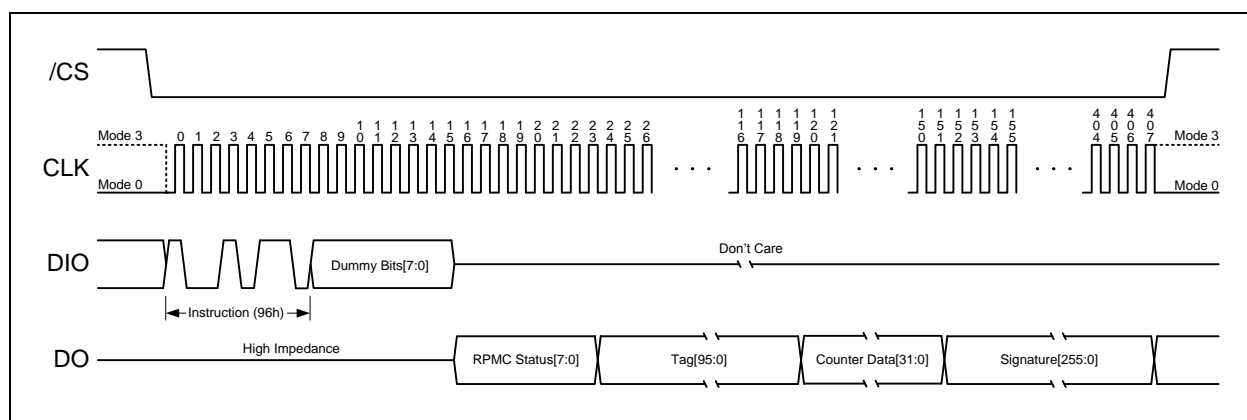 /CS
Mode 3 0 1 2 3 4 5 6 7 8 9 10 11 12 13 14 15 16 17 18 19 20 21 22 23 24 25 26 116 117 118 119 120 121 150 151 152 153 154 155 404 405 406 407 Mode 3
CLK . . . . . . . . .
Mode 0 Mode 0
DIO Dummy Bits[7:0] Don't Care
Instruction (96h)
DO High Impedance RPMC Status[7:0] Tag[95:0] Counter Data[31:0] Signature[255:0]